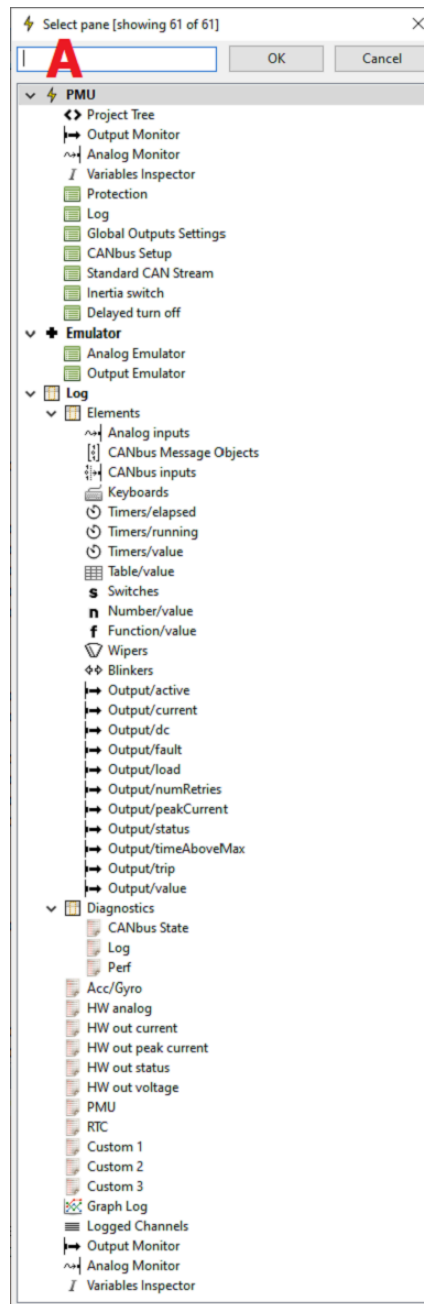 Select pane [showing 61 of 61]
A
OK Cancel
PMU
Project Tree
Output Monitor
Analog Monitor
Variables Inspector
Protection
Log
Global Outputs Settings
CANbus Setup
Standard CAN Stream
Inertia switch
Delayed turn off
Emulator
Analog Emulator
Output Emulator
Log
Elements
Analog inputs
CANbus Message Objects
CANbus inputs
Keyboards
Timers/elapsed
Timers/running
Timers/value
Table/value
s Switches
n Number/value
f Function/value
Wipers
Blinkers
Output/active
Output/current
Output/dc
Output/fault
Output/load
Output/numRetries
Output/peakCurrent
Output/status
Output/timeAboveMax
Output/trip
Output/value
Diagnostics
CANbus State
Log
Perf
Acc/Gyro
HW analog
HW out current
HW out peak current
HW out status
HW out voltage
PMU
RTC
Custom 1
Custom 2
Custom 3
Graph Log
Logged Channels
Output Monitor
Analog Monitor
Variables Inspector